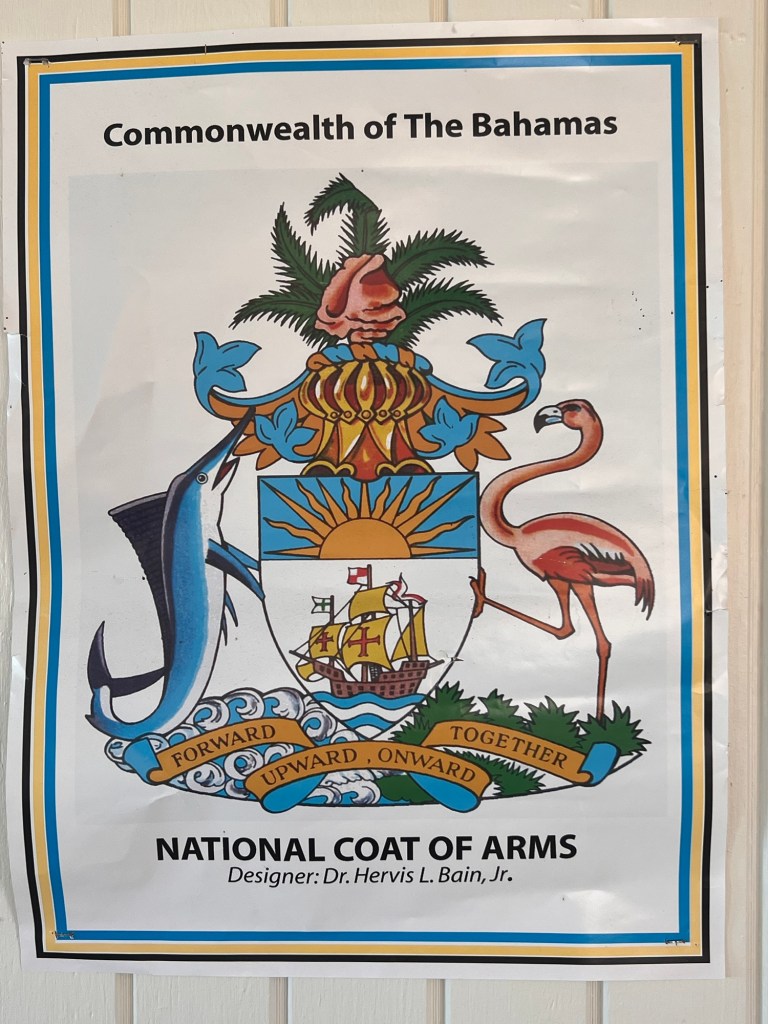 Commonwealth of The Bahamas
FORWARD
UPWARD , ONWARD
TOGETHER
NATIONAL COAT OF ARMS
Designer: Dr. Hervis L. Bain, Jr.